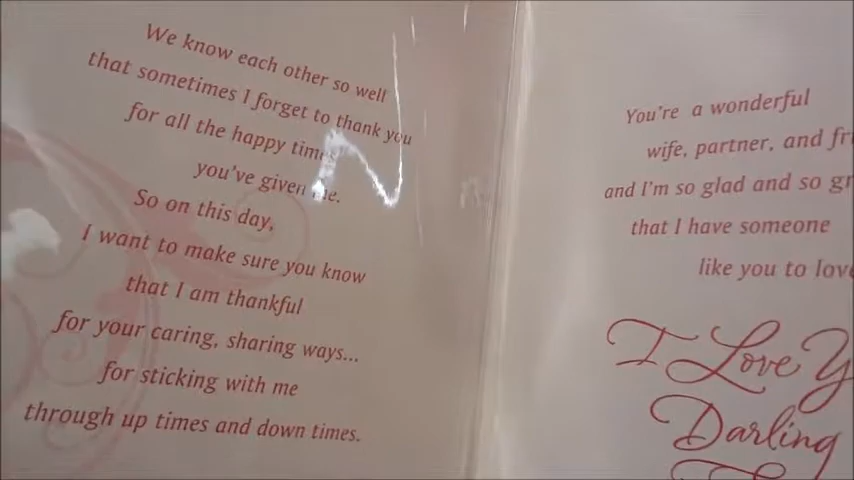 We know each other so well
that sometimes I forget to thank you
for all the happy times
you've given me.
So on this day,
I want to make sure you know
that I am thankful
for your caring, sharing ways...
for sticking with me
through up times and down times.
You're a wonderful
wife, partner, and fr
and I'm so glad and so gr
that I have someone
like you to love
I Love Y
Darling